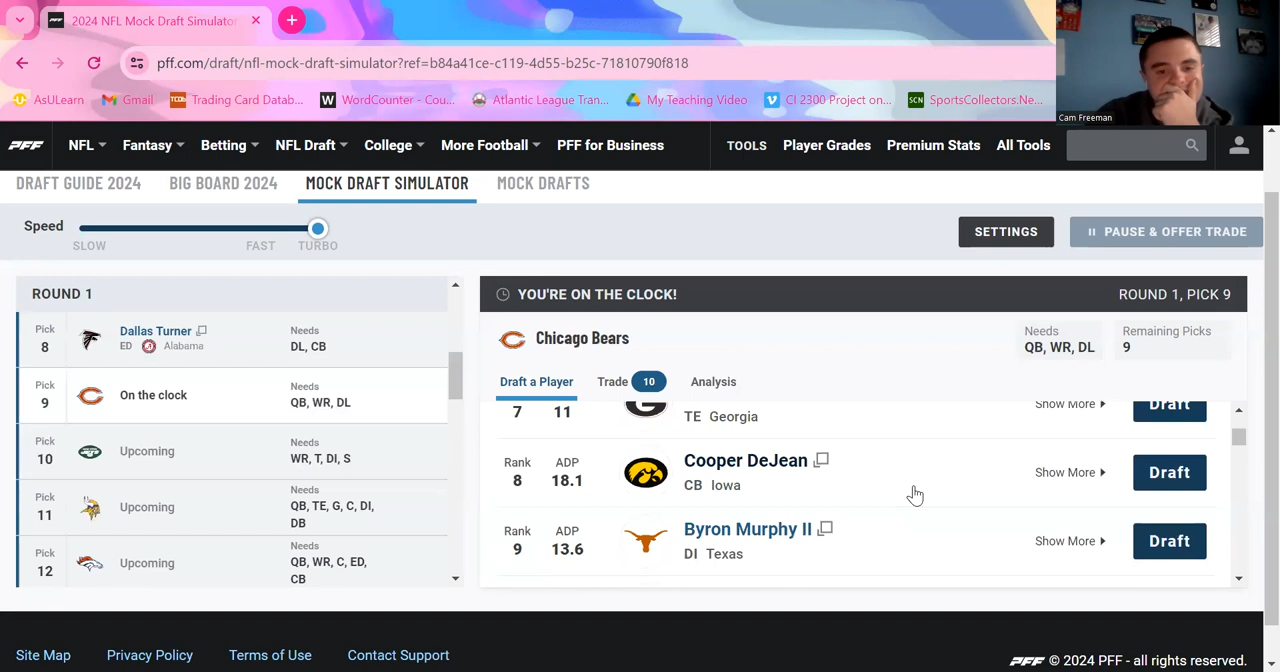 2024 NFL Mock Draft Simulator
pff.com/draft/nfl-mock-draft-simulator?ref=b84a41ce-c119-4d55-b25c-71810790f818
AsULearn Gmail Trading Card Datab... WordCounter - Cou... Atlantic League Tran... My Teaching Video CI 2300 Project on... SportsCollectors.Ne...
Cam Freeman
PFF NFL Fantasy Betting NFL Draft College More Football PFF for Business TOOLS Player Grades Premium Stats All Tools
DRAFT GUIDE 2024 BIG BOARD 2024 MOCK DRAFT SIMULATOR MOCK DRAFTS
Speed
SLOW FAST TURBO
SETTINGS
PAUSE & OFFER TRADE
ROUND 1
Pick 8
Dallas Turner
ED Alabama
Needs
DL, CB
Pick 9
On the clock
Needs
QB, WR, DL
Pick 10
Upcoming
Needs
WR, T, DI, S
Pick 11
Upcoming
Needs
QB, TE, G, C, DI,
DB
Pick 12
Upcoming
Needs
QB, WR, C, ED,
CB
YOU'RE ON THE CLOCK! ROUND 1, PICK 9
Chicago Bears
Needs
QB, WR, DL
Remaining Picks
9
Draft a Player Trade 10 Analysis
7 11 TE Georgia Show More Draft
Rank 8
ADP 18.1
Cooper DeJean
CB Iowa
Show More Draft
Rank 9
ADP 13.6
Byron Murphy II
DI Texas
Show More Draft
Site Map Privacy Policy Terms of Use Contact Support
PFF © 2024 PFF - all rights reserved.